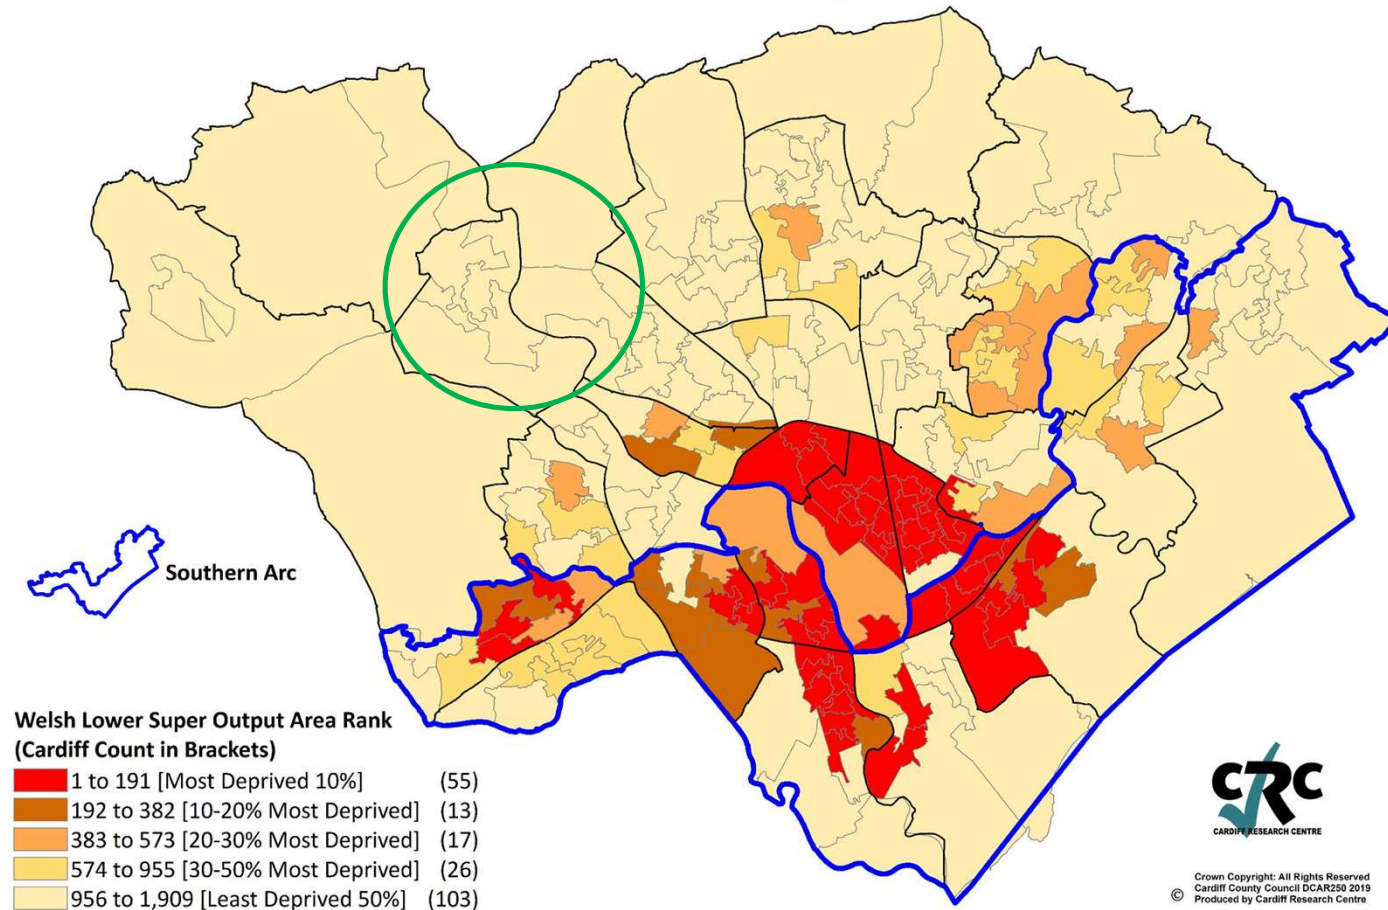 Southern Arc
Welsh Lower Super Output Area Rank
(Cardiff Count in Brackets)
1 to 191 [Most Deprived 10%] (55)
192 to 382 [10-20% Most Deprived] (13)
383 to 573 [20-30% Most Deprived] (17)
574 to 955 [30-50% Most Deprived] (26)
956 to 1,909 [Least Deprived 50%] (103)
CRC
CARDIFF RESEARCH CENTRE
Crown Copyright: All Rights Reserved
Cardiff County Council DCAR250 2019
© Produced by Cardiff Research Centre